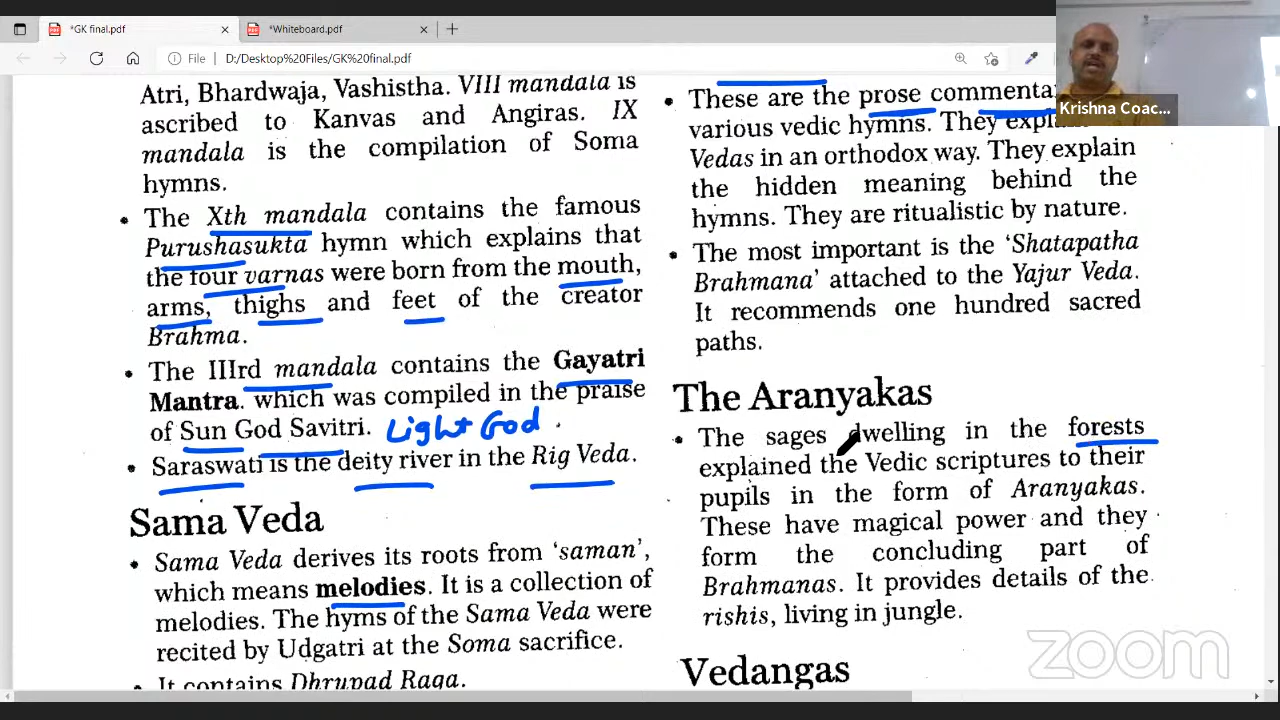 *GK final.pdf
*Whiteboard.pdf
File
D:/Desktop%20Files/GK%20final.pdf
Krishna Coac...
Atri, Bhardwaja, Vashistha. VIII mandala is
ascribed to Kanvas and Angiras. IX
mandala is the compilation of Soma
hymns.
• The Xth mandala contains the famous
Purushasukta hymn which explains that
the four varnas were born from the mouth,
arms, thighs and feet of the creator
Brahma.
• The IIIrd mandala contains the Gayatri
Mantra. which was compiled in the praise
of Sun God Savitri. Light God
• Saraswati is the deity river in the Rig Veda.
Sama Veda
• Sama Veda derives its roots from 'saman',
which means melodies. It is a collection of
melodies. The hyms of the Sama Veda were
recited by Udgatri at the Soma sacrifice.
• It contains Dhrupad Raga.
• These are the prose
various vedic hymns. They
Vedas in an orthodox way. They explain
the hidden meaning behind the
hymns. They are ritualistic by nature.
• The most important is the 'Shatapatha
Brahmana' attached to the Yajur Veda.
It recommends one hundred sacred
paths.
The Aranyakas
• The sages dwelling in the forests
explained the Vedic scriptures to their
pupils in the form of Aranyakas.
These have magical power and they
form the concluding part of
Brahmanas. It provides details of the
rishis, living in jungle.
Vedangas
zoom